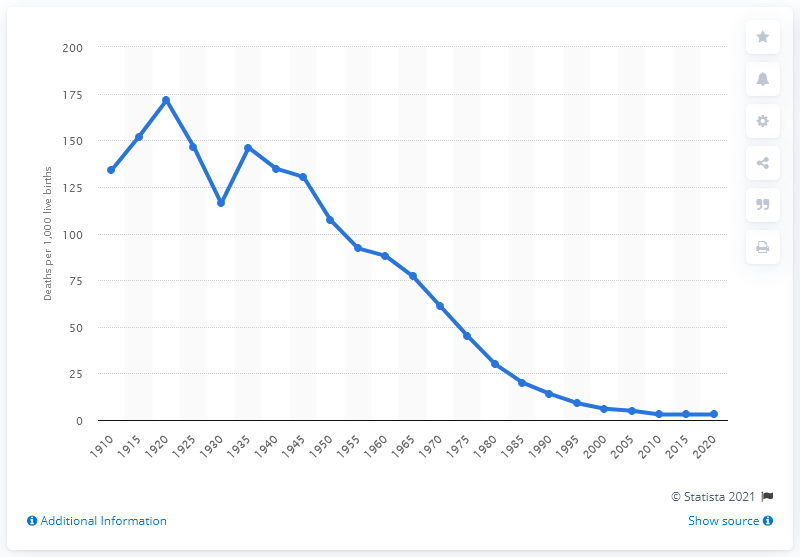 200
175
150
125
100
75
50
25
0
Deaths per 1,000 live births
1910 1915 1920 1925 1930 1935 1940 1945 1950 1955 1960 1965 1970 1975 1980 1985 1990 1995 2000 2005 2010 2015 2020
© Statista 2021
Additional Information
Show source